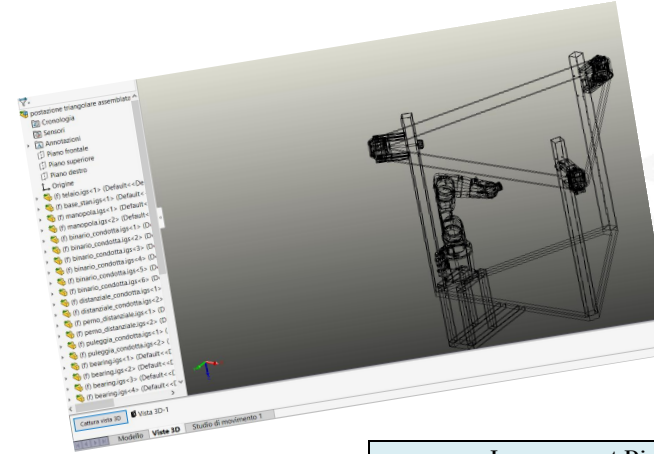 postazione triangolare assemblato
Cronologia
Sensori
Annotazioni
Piano frontale
Piano superiore
Piano destro
Origine
(f) telaio.igs<1> (Default<<De
(f) base_stan.igs<1> (Default
(f) manopola.igs<1> (Default<
(f) manopola.igs<2> (Default<
(f) binario_condotta.igs<1> (D
(f) binario_condotta.igs<2> (D
(f) binario_condotta.igs<3> (D
(f) binario_condotta.igs<4> (D
(f) binario_condotta.igs<5> (D
(f) binario_condotta.igs<6> (D
(f) distanziale_condotta.igs<1>
(f) distanziale_condotta.igs<2>
(f) perno_distanziale.igs<1> (D
(f) perno_distanziale.igs<2> (D
(f) puleggia_condotta.igs<1> (
(f) puleggia_condotta.igs<2> (
(f) bearing.igs<1> (Default<<E
(f) bearing.igs<2> (Default<<E
(f) bearing.igs<3> (Default<<E
(f) bearing.igs<4> (Default<<E
Cattura vista 3D Vista 3D-1
Modello Viste 3D Studio di movimento 1